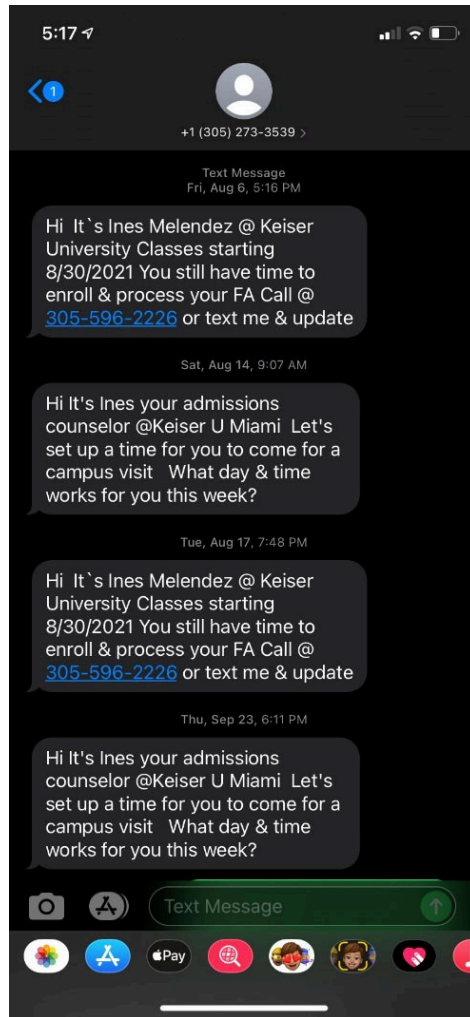 5:17
1
+1 (305) 273-3539 >
Text Message
Fri, Aug 6, 5:16 PM
Hi  It`s Ines Melendez @ Keiser
University Classes starting
8/30/2021 You still have time to
enroll & process your FA Call @
305-596-2226 or text me & update
Sat, Aug 14, 9:07 AM
Hi It's Ines your admissions
counselor @Keiser U Miami  Let's
set up a time for you to come for a
campus visit   What day & time
works for you this week?
Tue, Aug 17, 7:48 PM
Hi  It`s Ines Melendez @ Keiser
University Classes starting
8/30/2021 You still have time to
enroll & process your FA Call @
305-596-2226 or text me & update
Thu, Sep 23, 6:11 PM
Hi It's Ines your admissions
counselor @Keiser U Miami  Let's
set up a time for you to come for a
campus visit   What day & time
works for you this week?
Text Message
Pay